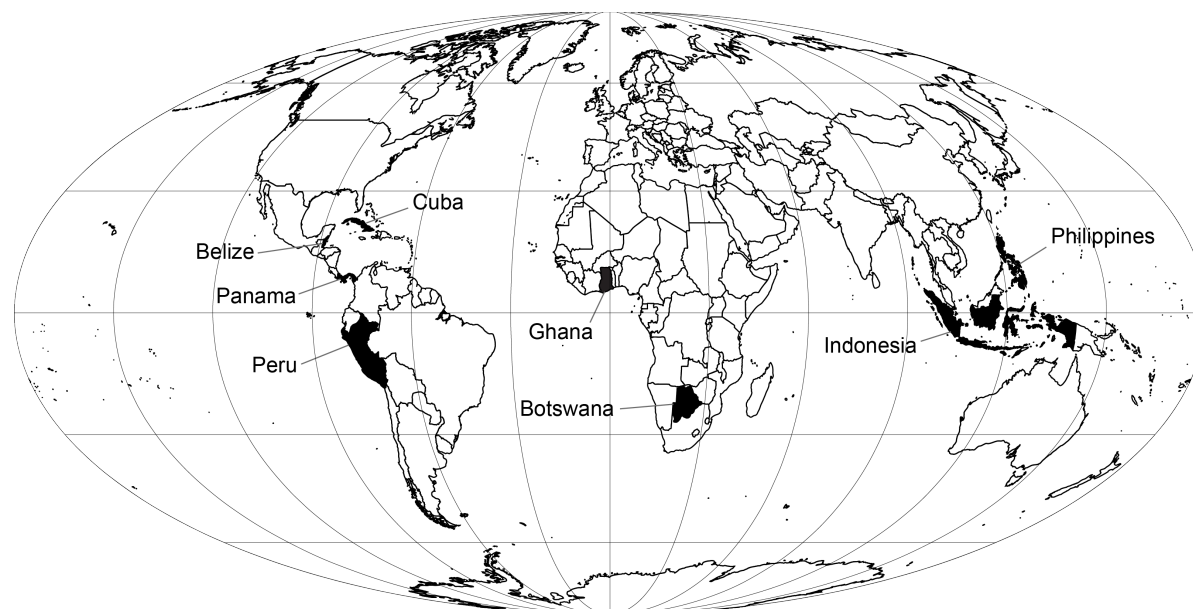 Cuba
Philippines
Belize
Panama
Ghana
Indonesia
Peru
Botswana